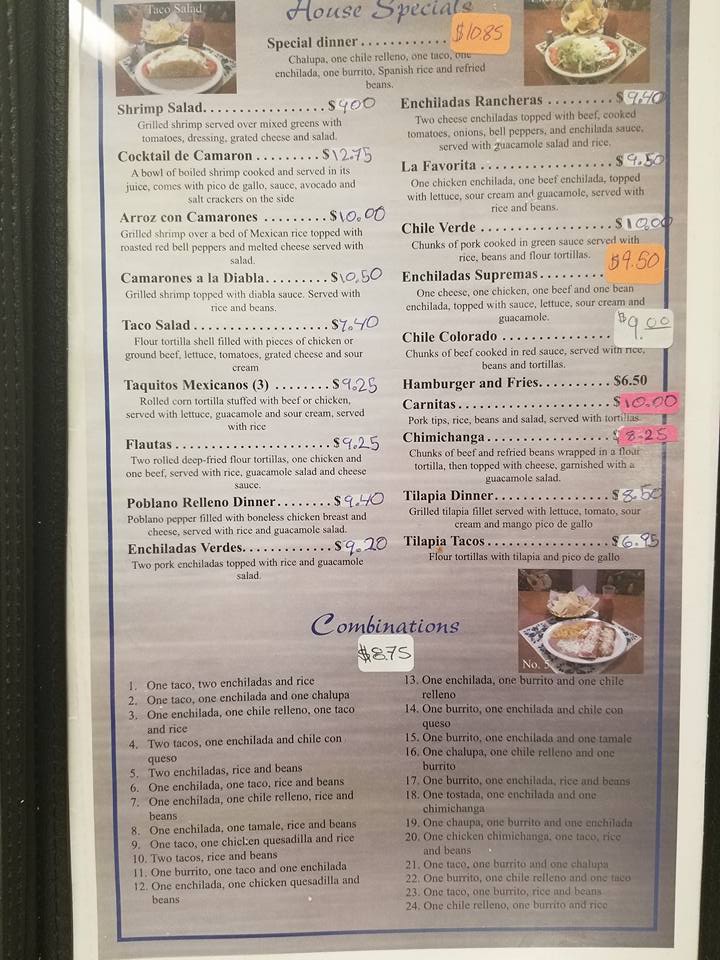 Taco Salad
House Specials
Special dinner . . . . . . . . . . . . $10.85
Chalupa, one chile relleno, one taco, one
enchilada, one burrito, Spanish rice and refried
beans.
Shrimp Salad. . . . . . . . . . . . . . . . . $400
Grilled shrimp served over mixed greens with
tomatoes, dressing, grated cheese and salad.
Cocktail de Camaron . . . . . . . . . $12.75
A bowl of boiled shrimp cooked and served in its
juice, comes with pico de gallo, sauce, avocado and
salt crackers on the side
Arroz con Camarones . . . . . . . . . $10.00
Grilled shrimp over a bed of Mexican rice topped with
roasted red bell peppers and melted cheese served with
salad.
Camarones a la Diabla. . . . . . . . . $10.50
Grilled shrimp topped with diabla sauce. Served with
rice and beans.
Taco Salad . . . . . . . . . . . . . . . . . . $7.40
Flour tortilla shell filled with pieces of chicken or
ground beef, lettuce, tomatoes, grated cheese and sour
cream
Taquitos Mexicanos (3) . . . . . . . . $9.25
Rolled corn tortilla stuffed with beef or chicken,
served with lettuce, guacamole and sour cream, served
with rice
Flautas . . . . . . . . . . . . . . . . . . . . . $9.25
Two rolled deep-fried flour tortillas, one chicken and
one beef, served with rice, guacamole salad and cheese
sauce.
Poblano Relleno Dinner. . . . . . . . $9.40
Poblano pepper filled with boneless chicken breast and
cheese, served with rice and guacamole salad.
Enchiladas Verdes. . . . . . . . . . . . . $9.20
Two pork enchiladas topped with rice and guacamole
salad.
Enchiladas Rancheras . . . . . . . . . $9.40
Two cheese enchiladas topped with beef, cooked
tomatoes, onions, bell peppers, and enchilada sauce,
served with guacamole salad and rice.
La Favorita . . . . . . . . . . . . . . . . . . $9.50
One chicken enchilada, one beef enchilada, topped
with lettuce, sour cream and guacamole, served with
rice and beans.
Chile Verde . . . . . . . . . . . . . . . . . . $10.00
Chunks of pork cooked in green sauce served with
rice, beans and flour tortillas.
Enchiladas Supremas. . . . . . . . . $9.50
One cheese, one chicken, one beef and one bean
enchilada, topped with sauce, lettuce, sour cream and
guacamole.
Chile Colorado . . . . . . . . . . . . . . . $9.00
Chunks of beef cooked in red sauce, served with rice,
beans and tortillas.
Hamburger and Fries. . . . . . . . . . $6.50
Carnitas . . . . . . . . . . . . . . . . . . . . $10.00
Pork tips, rice, beans and salad, served with tortillas
Chimichanga. . . . . . . . . . . . . . . . . $8.25
Chunks of beef and refried beans wrapped in a flour
tortilla, then topped with cheese, garnished with a
guacamole salad.
Tilapia Dinner. . . . . . . . . . . . . . . . $8.50
Grilled tilapia fillet served with lettuce, tomato, sour
cream and mango pico de gallo
Tilapia Tacos . . . . . . . . . . . . . . . . . $6.95
Flour tortillas with tilapia and pico de gallo
Combinations
$8.75
No. 5
1. One taco, two enchiladas and rice
2. One taco, one enchilada and one chalupa
3. One enchilada, one chile relleno, one taco
and rice
4. Two tacos, one enchilada and chile con
queso
5. Two enchiladas, rice and beans
6. One enchilada, one taco, rice and beans
7. One enchilada, one chile relleno, rice and
beans
8. One enchilada, one tamale, rice and beans
9. One taco, one chicken quesadilla and rice
10. Two tacos, rice and beans
11. One burrito, one taco and one enchilada
12. One enchilada, one chicken quesadilla and
beans
13. One enchilada, one burrito and one chile
relleno
14. One burrito, one enchilada and chile con
queso
15. One burrito, one enchilada and one tamale
16. One chalupa, one chile relleno and one
burrito
17. One burrito, one enchilada, rice and beans
18. One tostada, one enchilada and one
chimichanga
19. One chaupa, one burrito and one enchilada
20. One chicken chimichanga, one taco, rice
and beans
21. One taco, one burrito and one chalupa
22. One burrito, one chile relleno and one taco
23. One taco, one burrito, rice and beans
24. One chile relleno, one burrito and rice